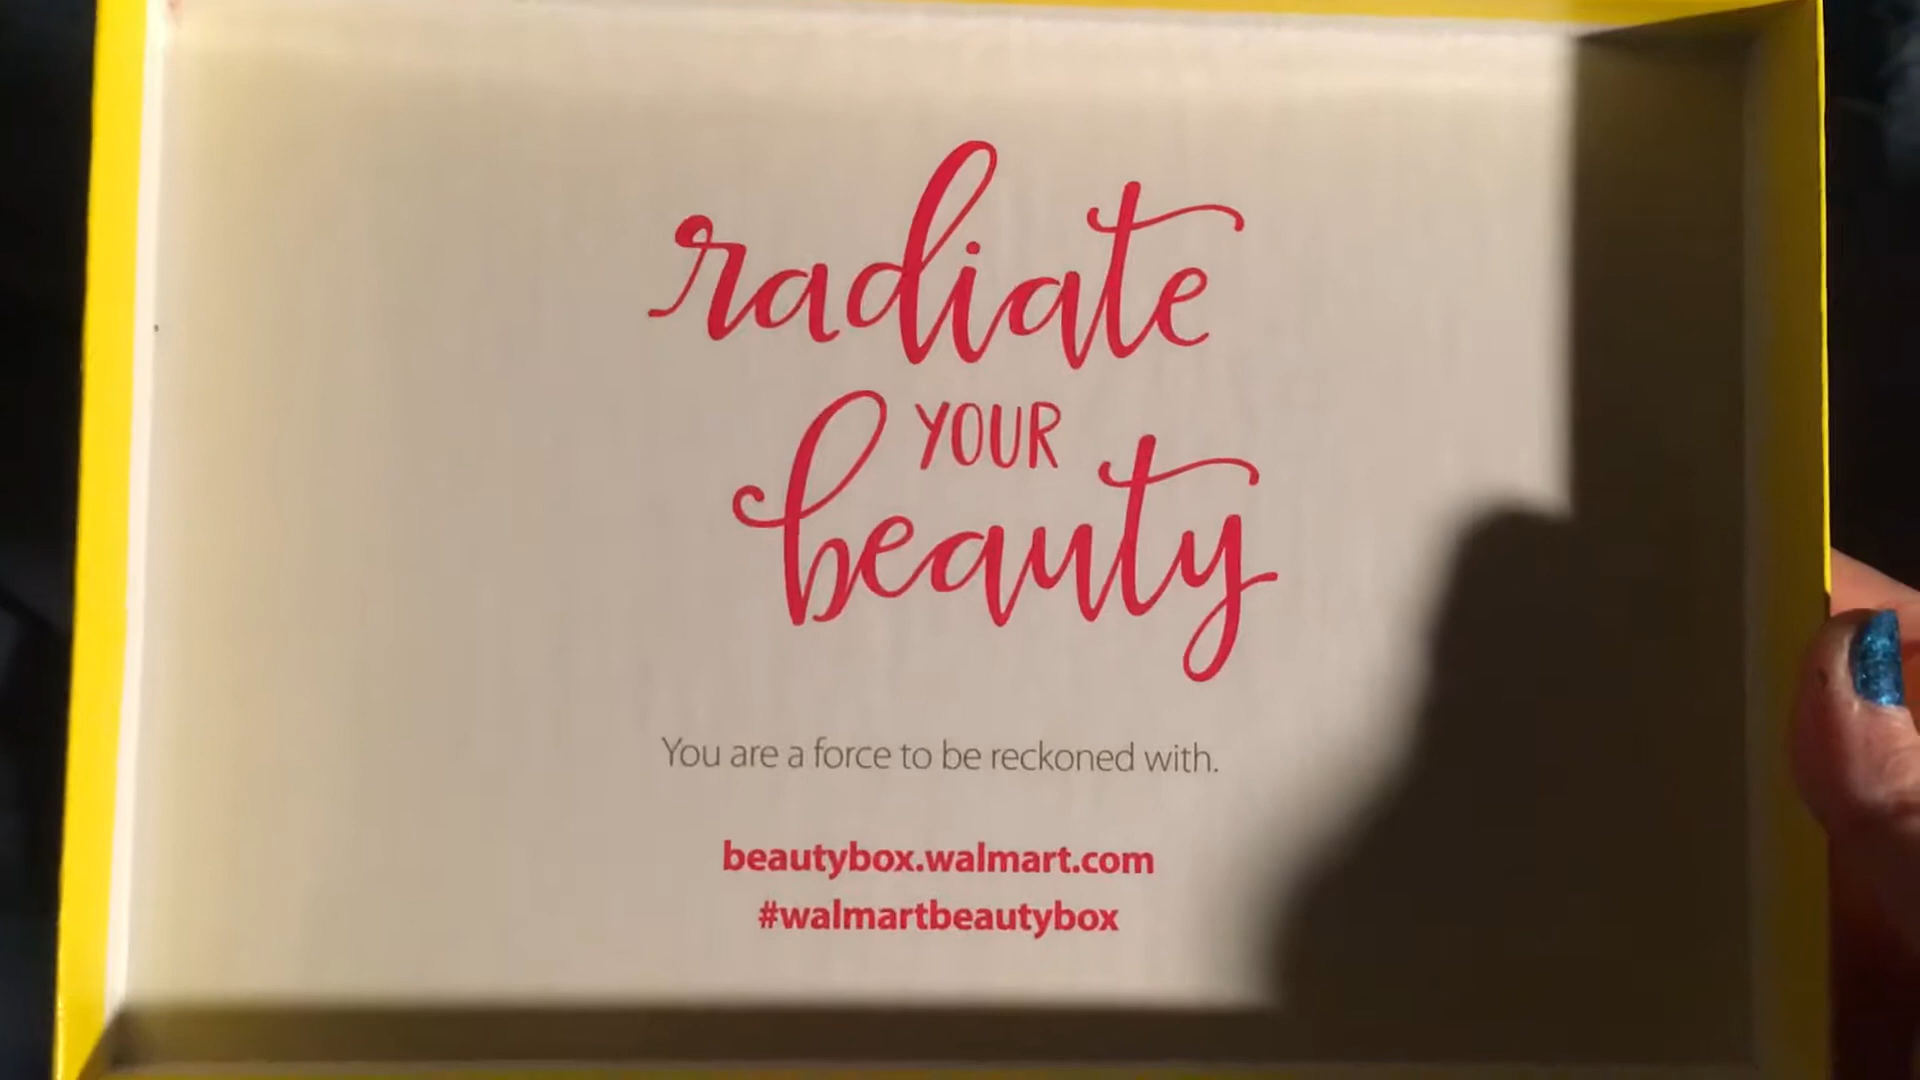 radiate
YOUR
beauty
You are a force to be reckoned with.
beautybox.walmart.com
#walmartbeautybox